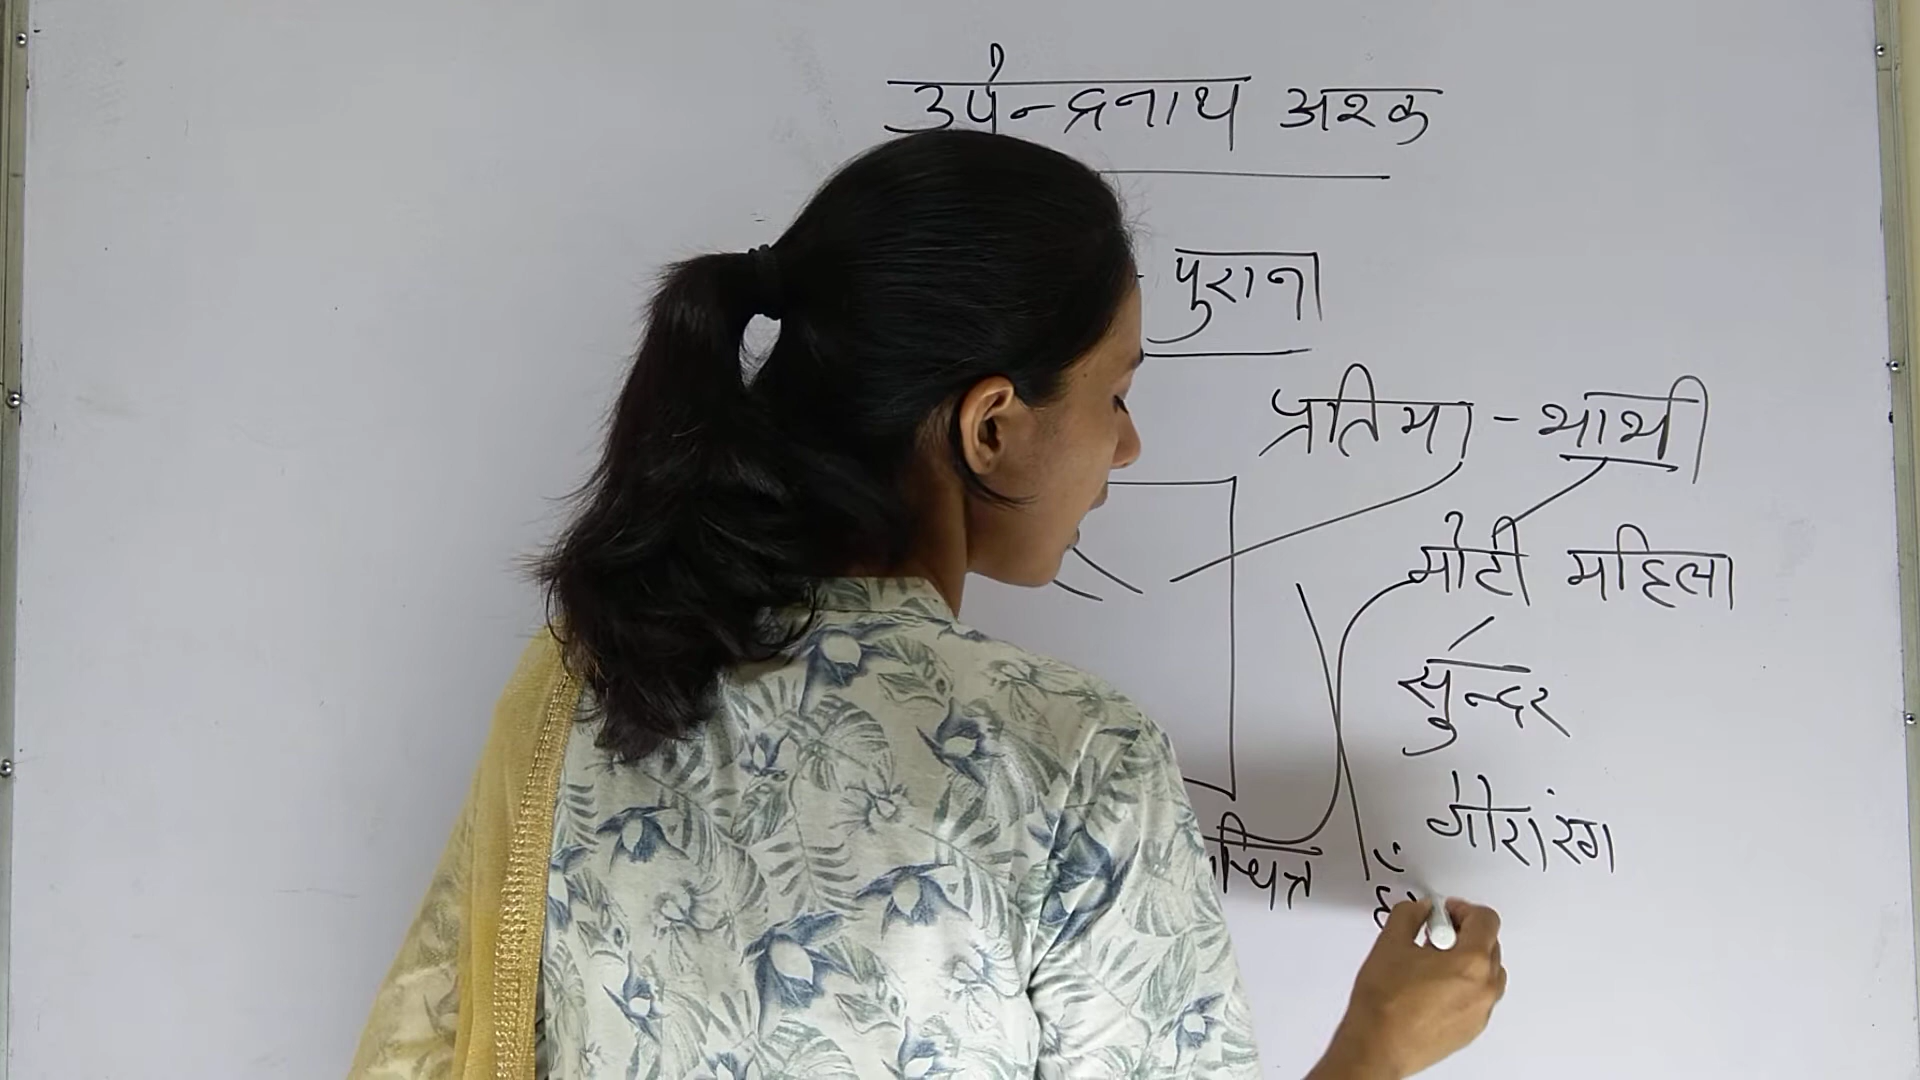 उपेन्द्रनाथ अश्क
पुराना
प्रतिमा - भाभी
मोटी महिला
सुन्दर
गोरा रंग